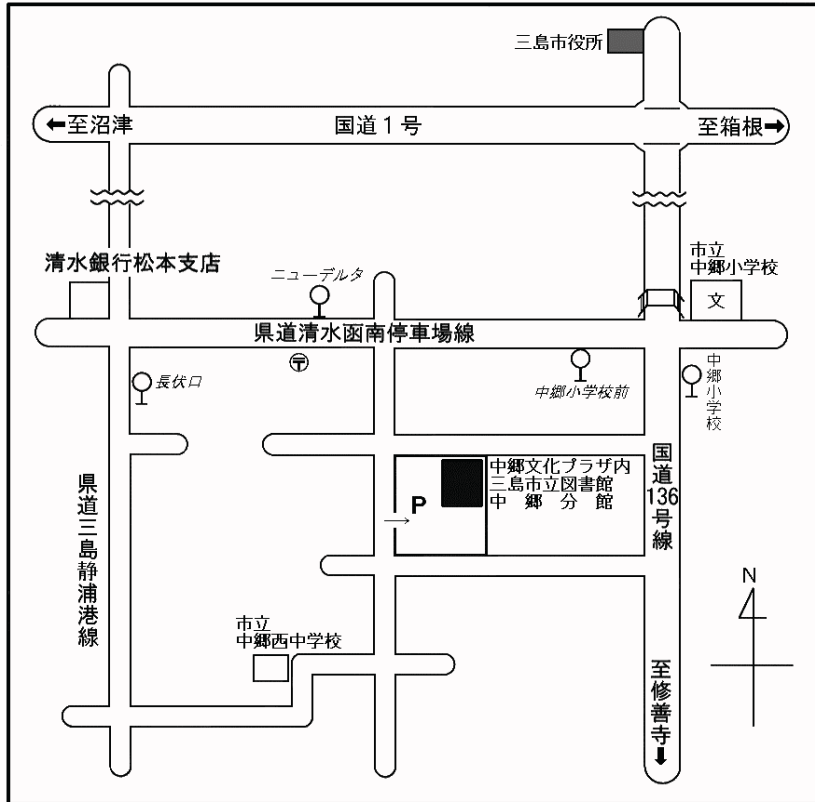 三島市役所
←至沼津
国道1号
至箱根→
清水銀行松本支店
ニューデルタ
市立
中郷小学校
文
県道清水函南停車場線
〒
長伏口
中郷小学校前
中郷小学校
中郷文化プラザ内
三島市立図書館
中郷分館
P
国道136号線
県道三島静浦港線
市立
中郷西中学校
N
至修善寺